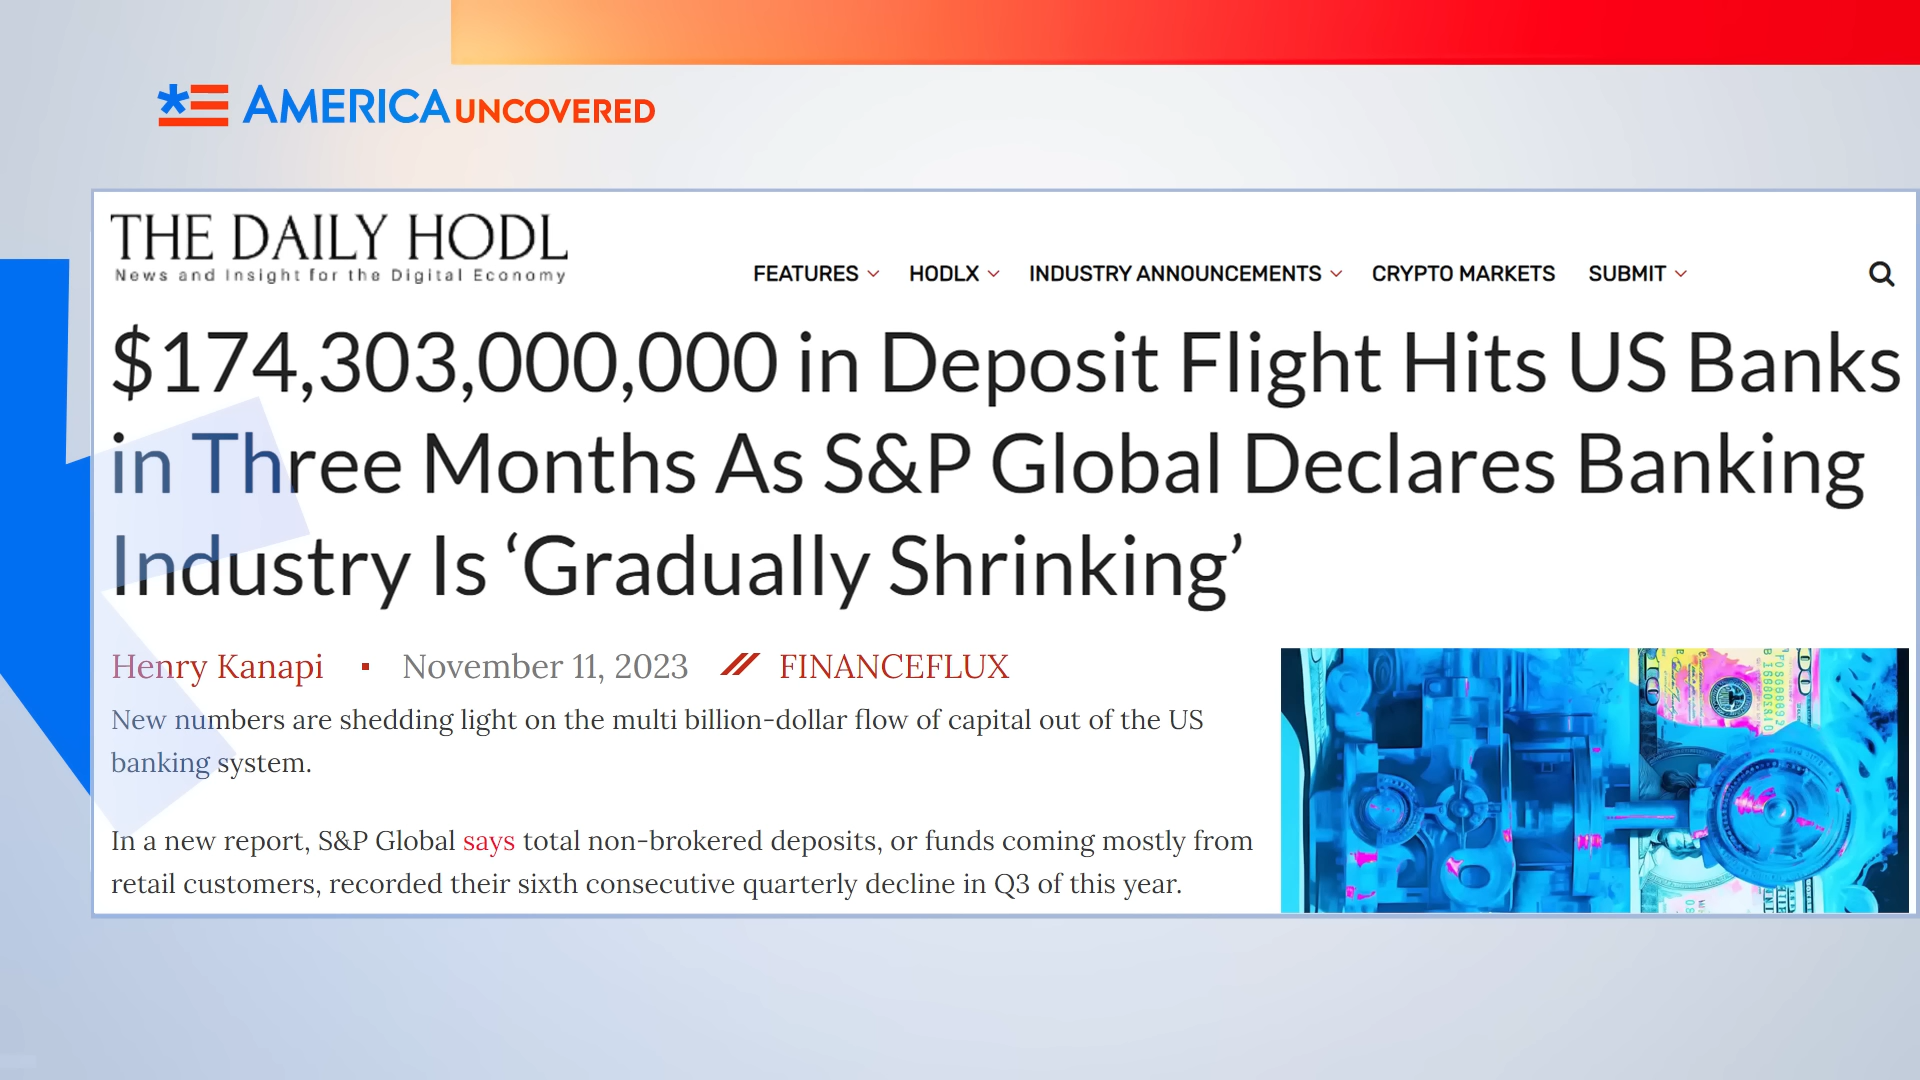 AMERICA UNCOVERED
THE DAILY HODL
News and Insight for the Digital Economy
FEATURES HODLX INDUSTRY ANNOUNCEMENTS CRYPTO MARKETS SUBMIT
$174,303,000,000 in Deposit Flight Hits US Banks
in Three Months As S&P Global Declares Banking
Industry Is ‘Gradually Shrinking’
Henry Kanapi ▪ November 11, 2023 // FINANCEFLUX
New numbers are shedding light on the multi billion-dollar flow of capital out of the US
banking system.
In a new report, S&P Global says total non-brokered deposits, or funds coming mostly from
retail customers, recorded their sixth consecutive quarterly decline in Q3 of this year.